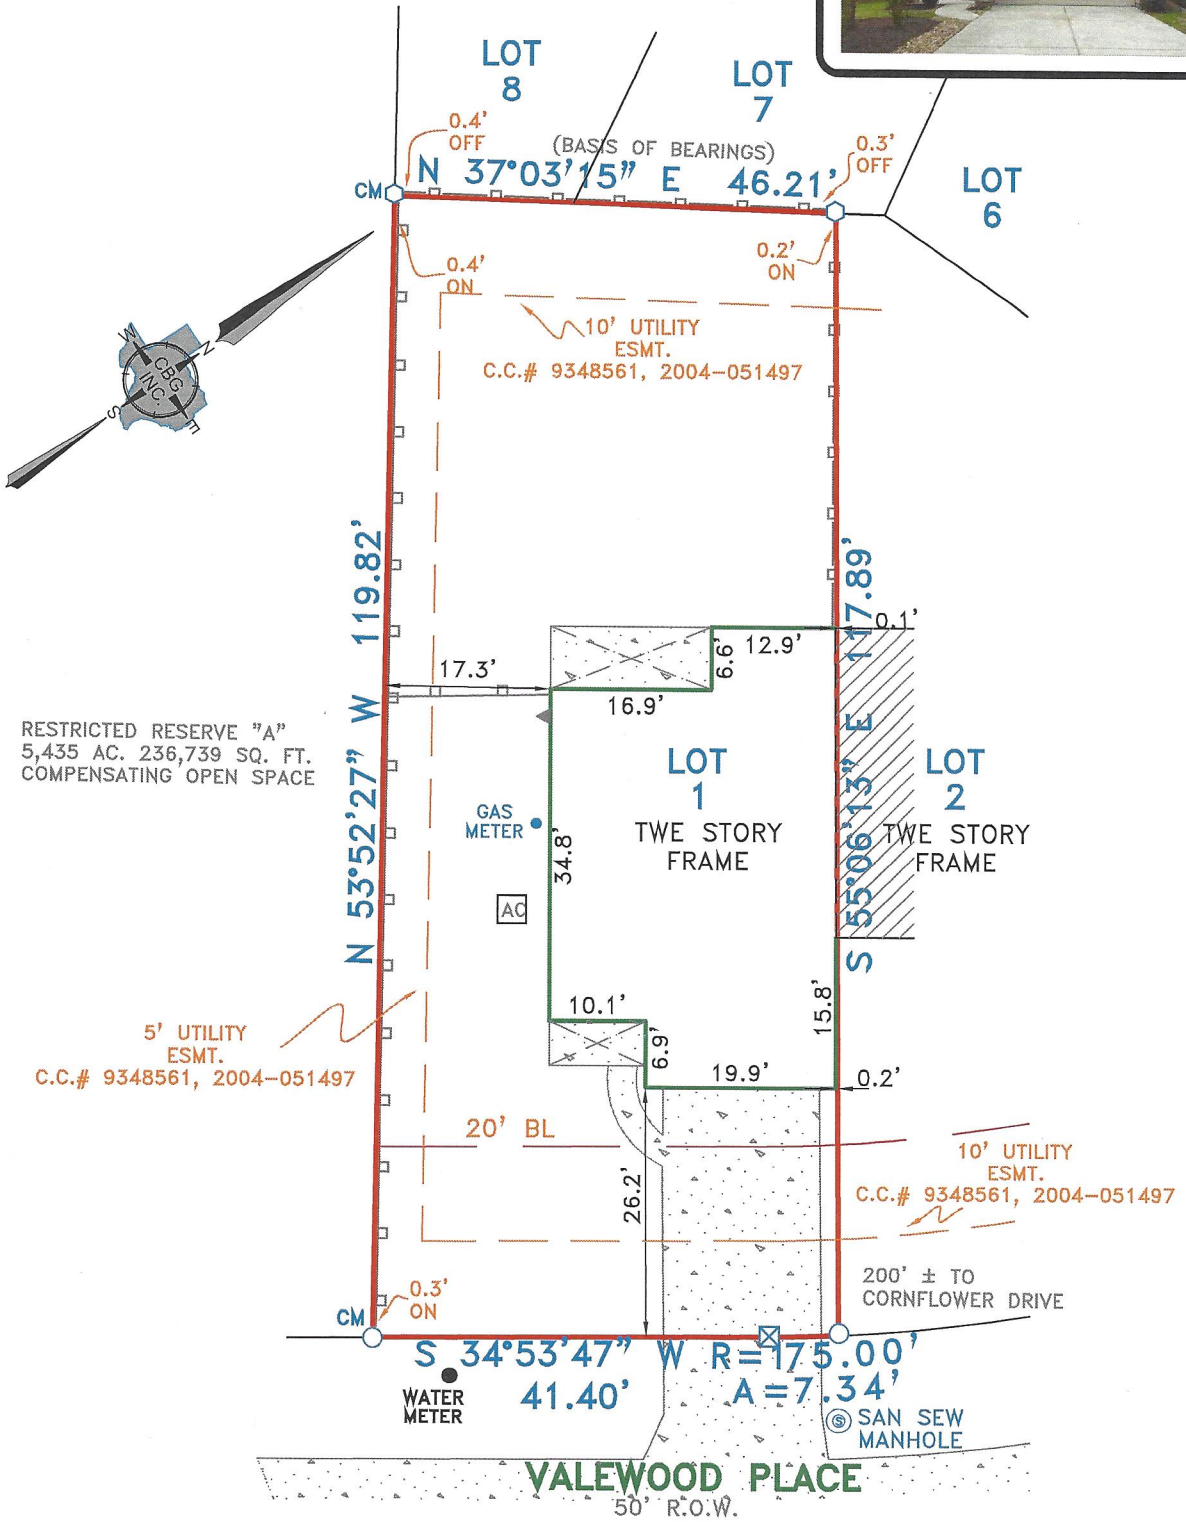 LOT
8
LOT
7
0.4'
OFF
(BASIS OF BEARINGS)
0.3'
OFF
CM
N 37°03'15" E 46.21'
LOT
6
0.4'
ON
0.2'
ON
10' UTILITY
ESMT.
C.C.# 9348561, 2004-051497
W
N
CBG
INC.
S
E
N 53°52'27" W 119.82'
S 55°06'13" E 117.89'
0.1'
12.9'
6.6'
17.3'
16.9'
RESTRICTED RESERVE "A"
5,435 AC. 236,739 SQ. FT.
COMPENSATING OPEN SPACE
LOT
1
TWE STORY
FRAME
LOT
2
TWE STORY
FRAME
GAS
METER
34.8'
AC
10.1'
6.9'
15.8'
19.9'
0.2'
5' UTILITY
ESMT.
C.C.# 9348561, 2004-051497
20' BL
10' UTILITY
ESMT.
C.C.# 9348561, 2004-051497
26.2'
200' ± TO
CORNFLOWER DRIVE
0.3'
ON
CM
S 34°53'47" W
41.40'
R=175.00'
A=7.34'
WATER
METER
S
SAN SEW
MANHOLE
VALEWOOD PLACE
50' R.O.W.